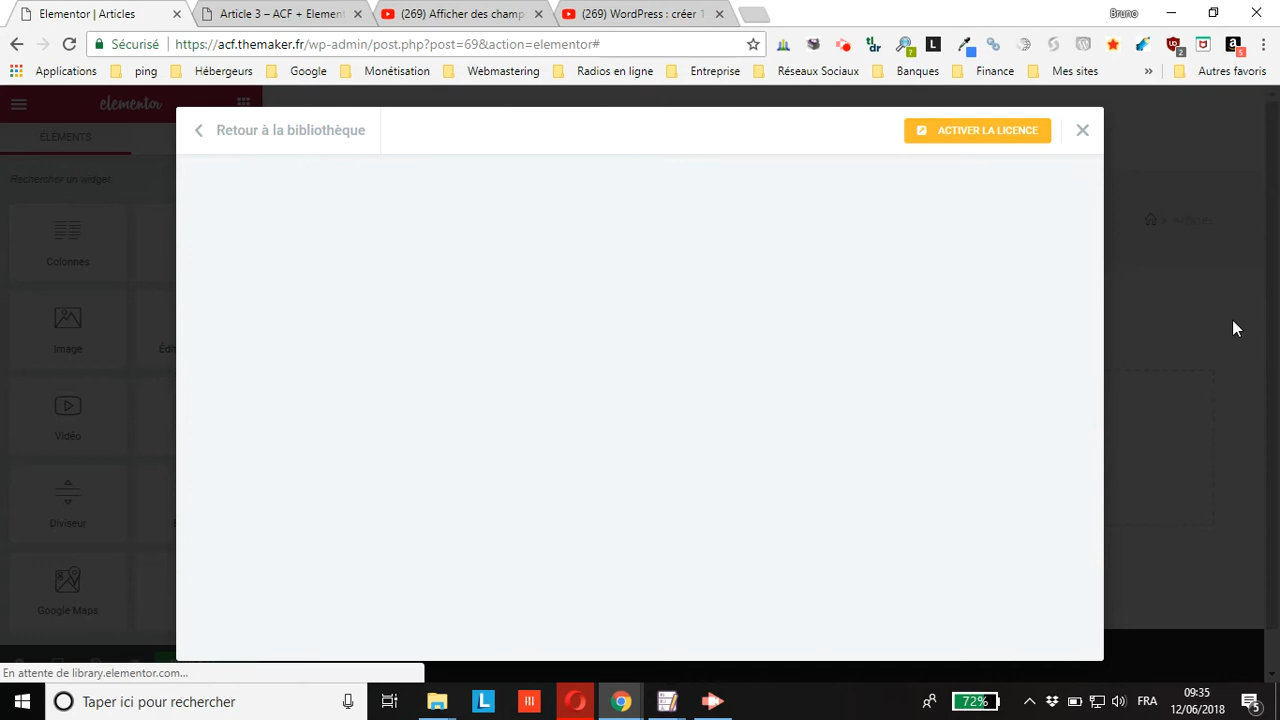 Elementor | Articles
Article 3 – ACF + Element
(269) Afficher des champ
(269) WordPress : créer 1
Bruno
Sécurisé
https://acf.themaker.fr/wp-admin/post.php?post=69&action=elementor#
Applications
ping
Hébergeurs
Google
Monétisation
Webmastering
Radios en ligne
Entreprise
Réseaux Sociaux
Banques
Finance
Mes sites
»
Autres favoris
elementor
ÉLÉMENTS
Retour à la bibliothèque
ACTIVER LA LICENCE
Rechercher un widget
Colonnes
Image
Édi
Vidéo
Diviseur
Google Maps
En attente de library.elementor.com...
Taper ici pour rechercher
72%
FRA
09:35
12/06/2018